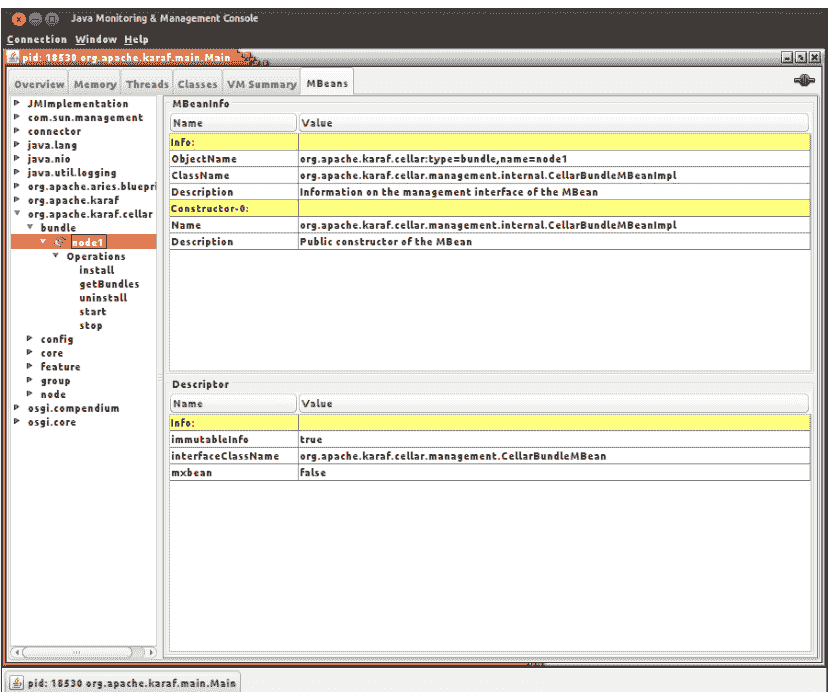 Java Monitoring & Management Console
Connection Window Help
pid: 18530 org.apache.karaf.main.Main
Overview Memory Threads Classes VM Summary MBeans
JMImplementation
com.sun.management
connector
java.lang
java.nio
java.util.logging
org.apache.aries.bluepri
org.apache.karaf
org.apache.karaf.cellar
bundle
node1
Operations
install
getBundles
uninstall
start
stop
config
core
feature
group
node
osgi.compendium
osgi.core
MBeanInfo
Name Value
Info:
ObjectName org.apache.karaf.cellar:type=bundle,name=node1
ClassName org.apache.karaf.cellar.management.internal.CellarBundleMBeanImpl
Description Information on the management interface of the MBean
Constructor-0:
Name org.apache.karaf.cellar.management.internal.CellarBundleMBeanImpl
Description Public constructor of the MBean
Descriptor
Name Value
Info:
immutableInfo true
interfaceClassName org.apache.karaf.cellar.management.CellarBundleMBean
mxbean false
pid: 18530 org.apache.karaf.main.Main